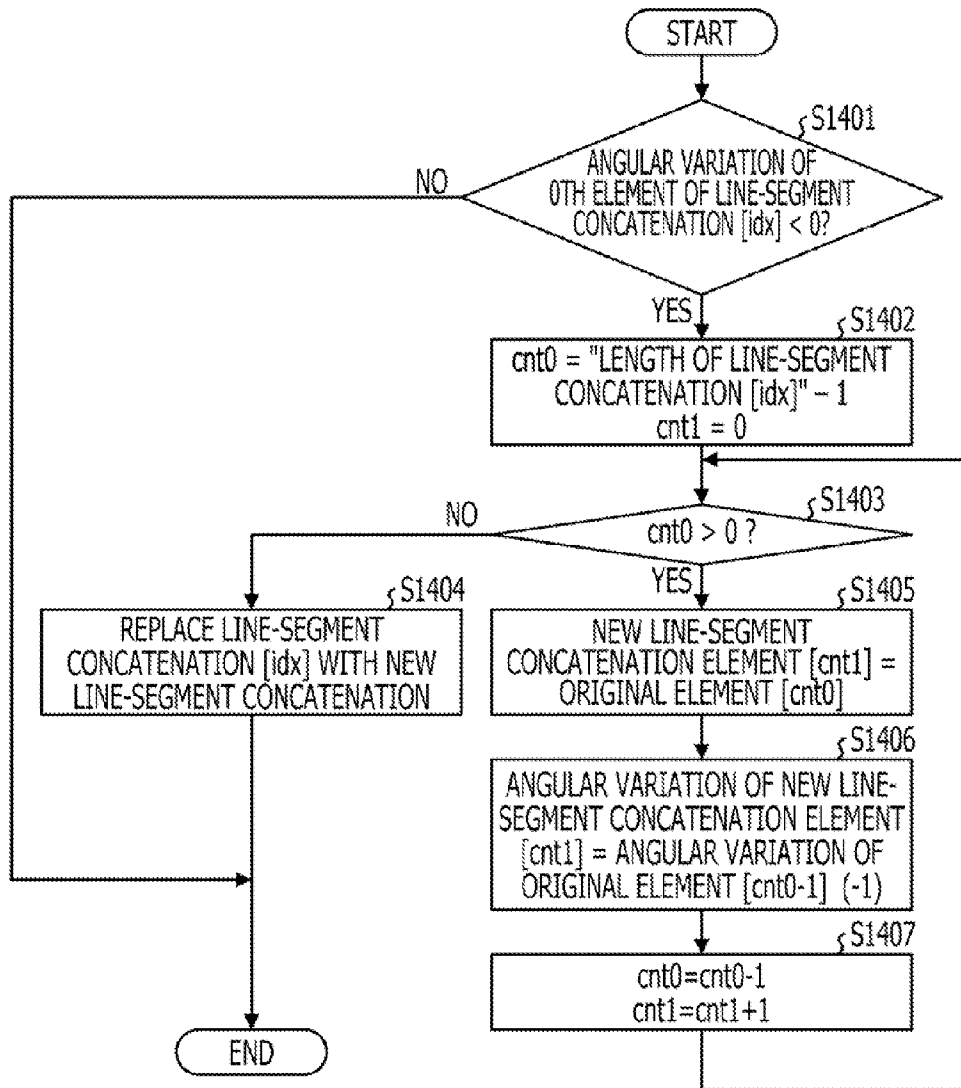 START
S1401
ANGULAR VARIATION OF
0TH ELEMENT OF LINE-SEGMENT
CONCATENATION [idx] < 0?
NO
YES
S1402
cnt0 = "LENGTH OF LINE-SEGMENT
CONCATENATION [idx]" – 1
cnt1 = 0
S1403
cnt0 > 0 ?
NO
YES
S1404
REPLACE LINE-SEGMENT
CONCATENATION [idx] WITH NEW
LINE-SEGMENT CONCATENATION
S1405
NEW LINE-SEGMENT
CONCATENATION ELEMENT [cnt1] =
ORIGINAL ELEMENT [cnt0]
S1406
ANGULAR VARIATION OF NEW LINE-
SEGMENT CONCATENATION ELEMENT
[cnt1] = ANGULAR VARIATION OF
ORIGINAL ELEMENT [cnt0-1] (-1)
S1407
cnt0=cnt0-1
cnt1=cnt1+1
END